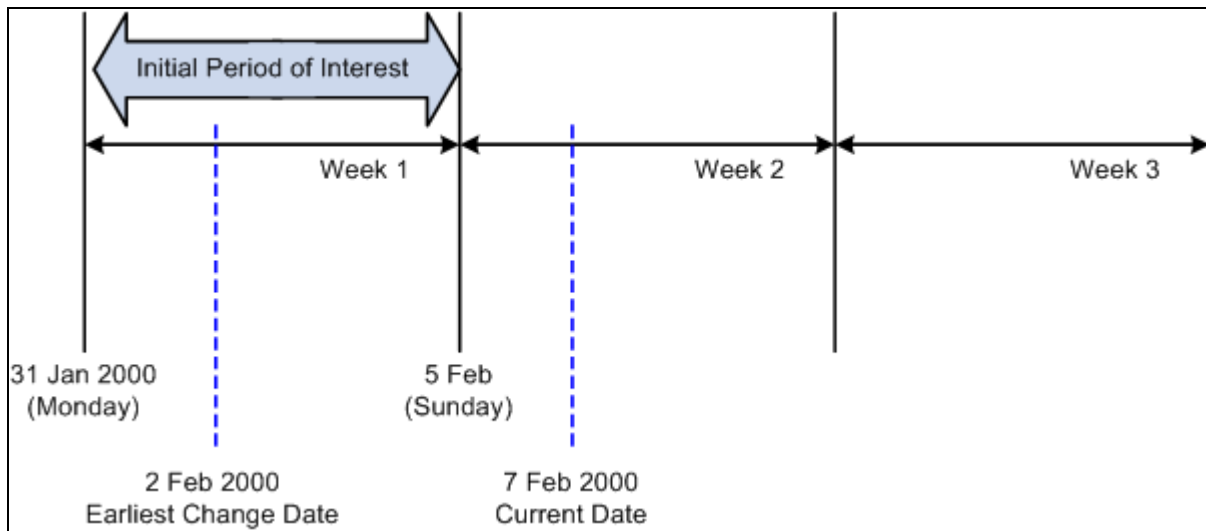 Initial Period of Interest
Week 1
Week 2
Week 3
31 Jan 2000
(Monday)
5 Feb
(Sunday)
2 Feb 2000
Earliest Change Date
7 Feb 2000
Current Date